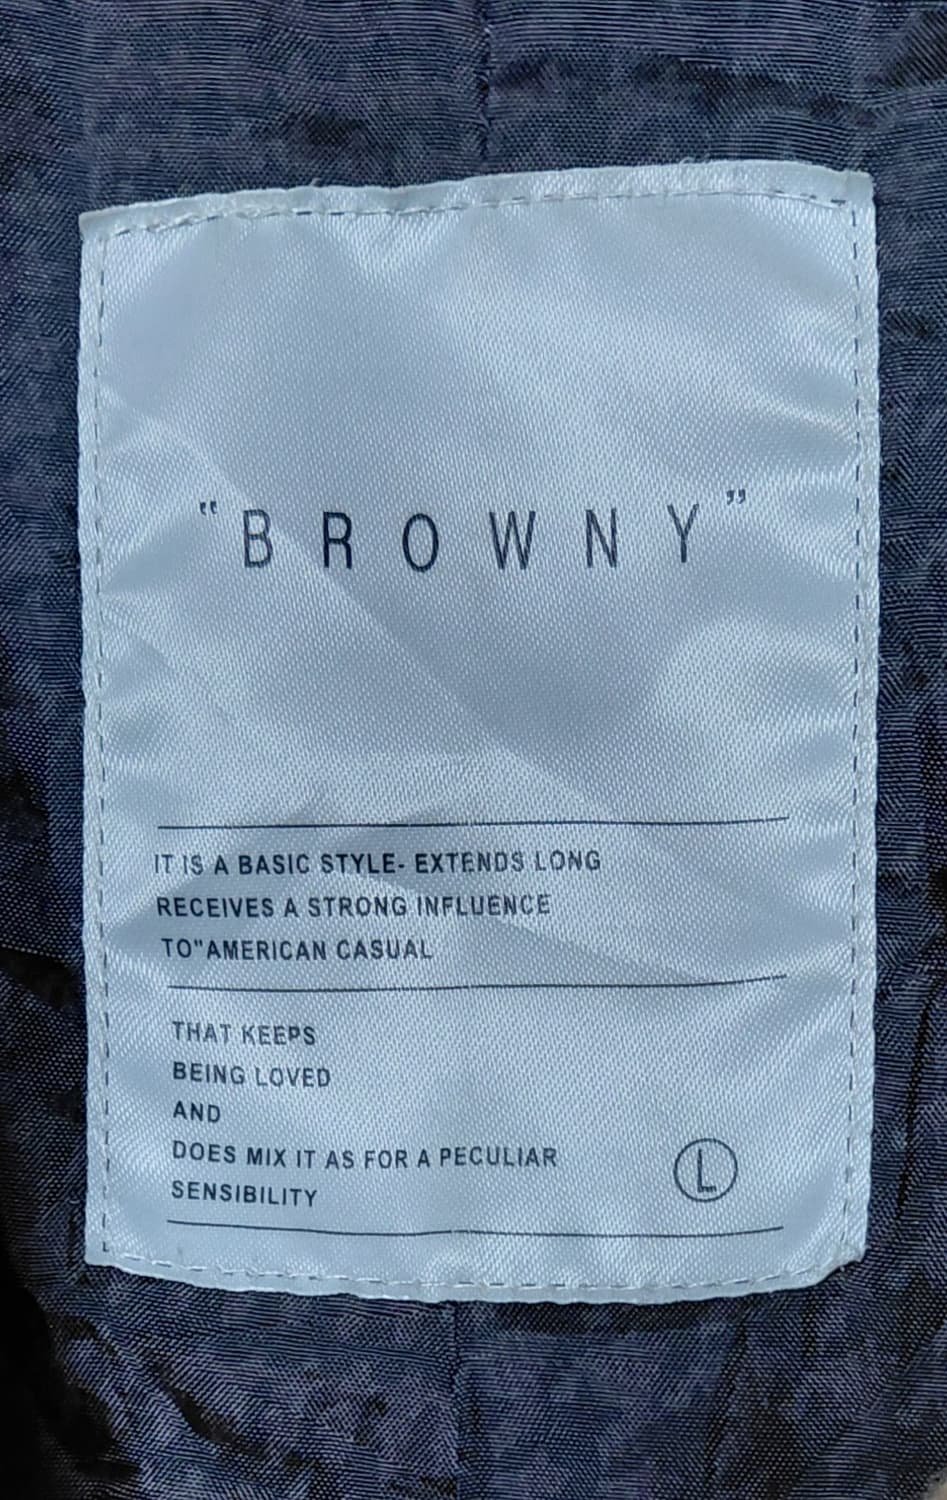 “BROWNY”
IT IS A BASIC STYLE- EXTENDS LONG
RECEIVES A STRONG INFLUENCE
TO"AMERICAN CASUAL
THAT KEEPS
BEING LOVED
AND
DOES MIX IT AS FOR A PECULIAR
SENSIBILITY
L